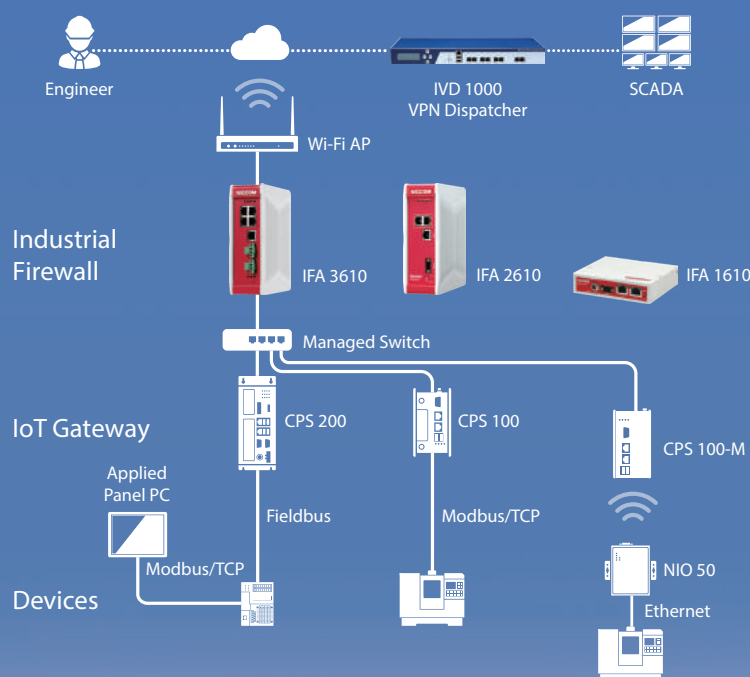 Engineer
IVD 1000
VPN Dispatcher
SCADA
Wi-Fi AP
Industrial
Firewall
IFA 3610
IFA 2610
IFA 1610
Managed Switch
IoT Gateway
CPS 200
CPS 100
CPS 100-M
Applied
Panel PC
Fieldbus
Modbus/TCP
Modbus/TCP
NIO 50
Devices
Ethernet